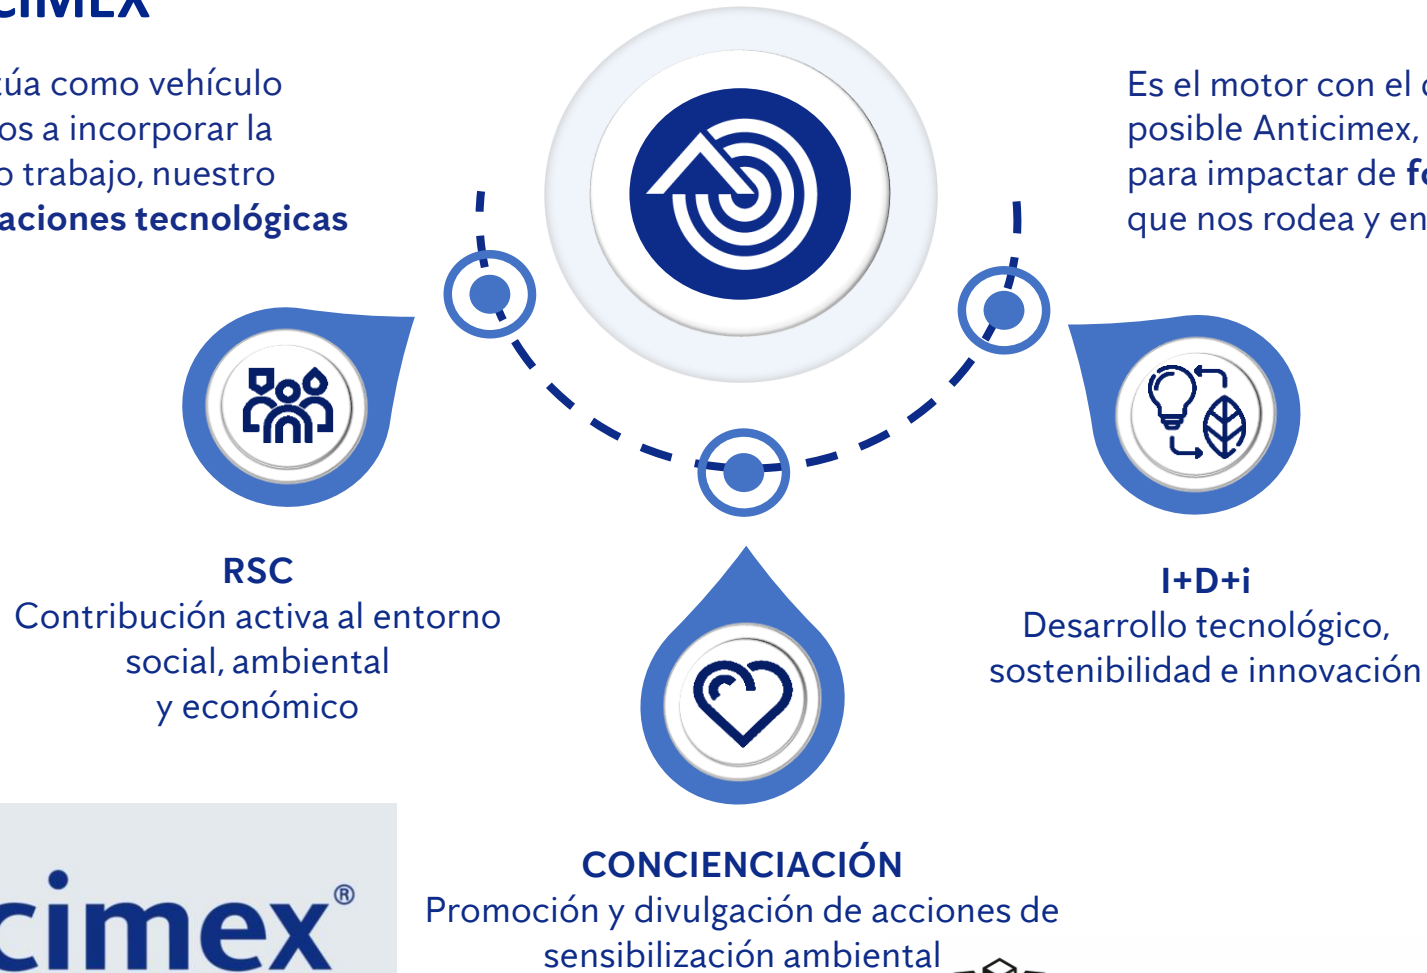 CIMEX
túa como vehículo
os a incorporar la
o trabajo, nuestro
aciones tecnológicas
Es el motor con el
posible Anticimex,
para impactar de
que nos rodea y en
RSC
Contribución activa al entorno
social, ambiental
y económico
I+D+i
Desarrollo tecnológico,
sostenibilidad e innovación
CONCIENCIACIÓN
Promoción y divulgación de acciones de
sensibilización ambiental
cimex®